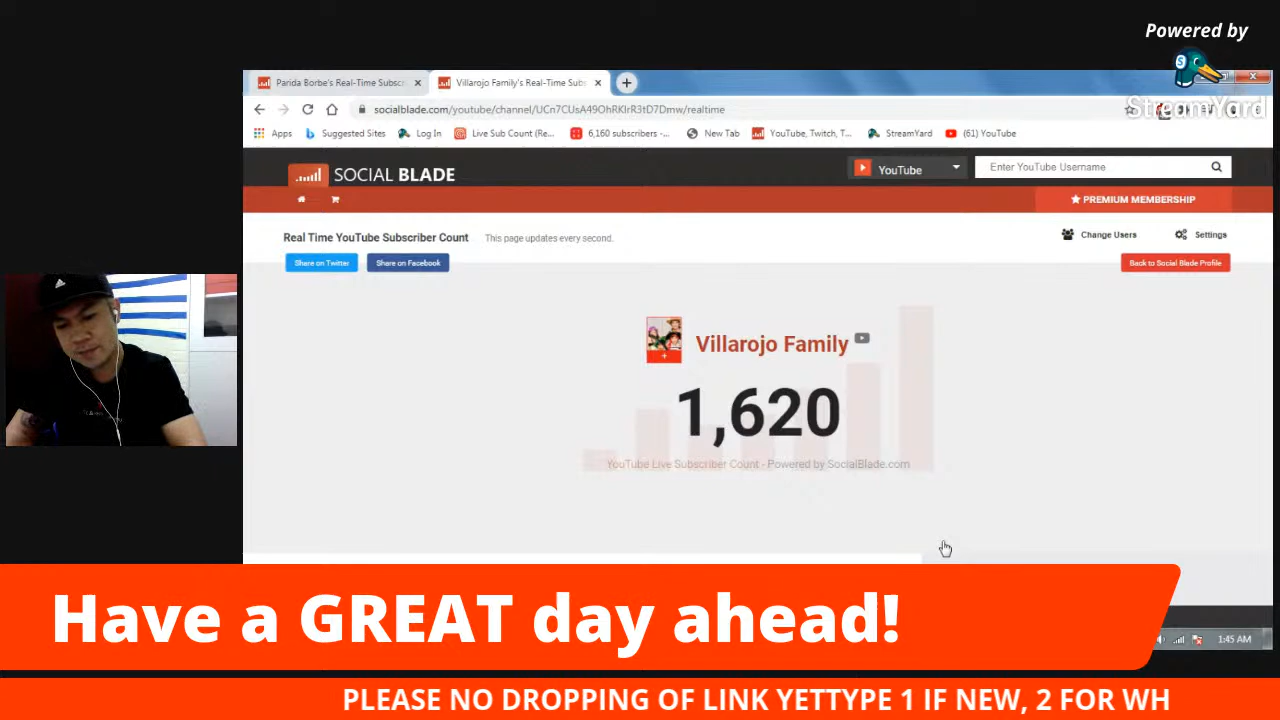 Powered by
StreamYard
Parida Borbe's Real-Time Subsc
Villarojo Family's Real-Time Subs
socialblade.com/youtube/channel/UCn7CUsA49OhRKIrR3tD7Dmw/realtime
Apps Suggested Sites Log In Live Sub Count (Re... 6,160 subscribers -... New Tab YouTube, Twitch, T... StreamYard (61) YouTube
SOCIAL BLADE
YouTube
Enter YouTube Username
PREMIUM MEMBERSHIP
Real Time YouTube Subscriber Count
This page updates every second.
Change Users
Settings
Share on Twitter
Share on Facebook
Back to Social Blade Profile
Villarojo Family
1,620
YouTube Live Subscriber Count - Powered by SocialBlade.com
Have a GREAT day ahead!
1:45 AM
PLEASE NO DROPPING OF LINK YETTYPE 1 IF NEW, 2 FOR WH